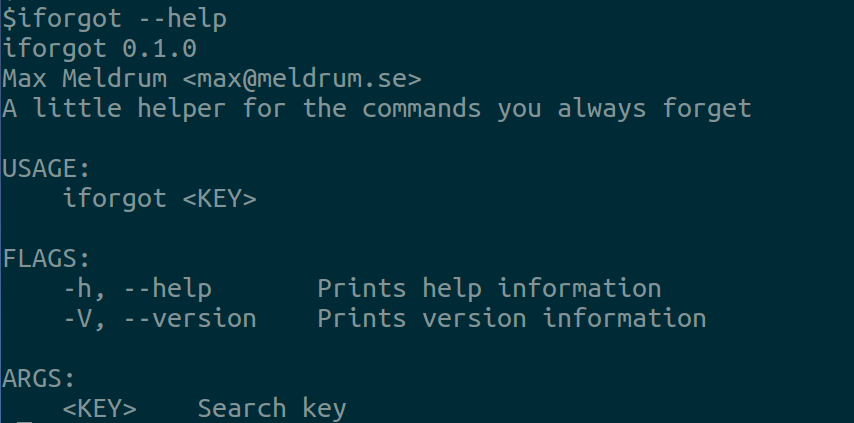 $iforgot --help
iforgot 0.1.0
Max Meldrum <max@meldrum.se>
A little helper for the commands you always forget

USAGE:
    iforgot <KEY>

FLAGS:
    -h, --help       Prints help information
    -V, --version    Prints version information

ARGS:
    <KEY>    Search key